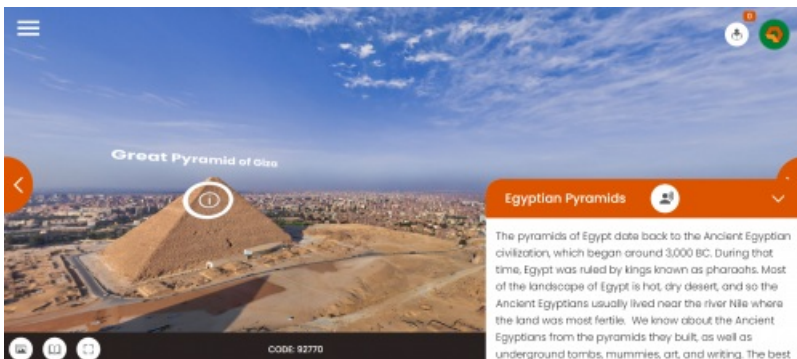 0
Great Pyramid of Giza
Egyptian Pyramids
The pyramids of Egypt date back to the Ancient Egyptian
civilization, which began around 3,000 BC. During that
time, Egypt was ruled by kings known as pharaohs. Most
of the landscape of Egypt is hot, dry desert, and so the
Ancient Egyptians usually lived near the river Nile where
the land was most fertile. We know about the Ancient
Egyptians from the pyramids they built, as well as
underground tombs, mummies, art, and writing. The best
CODE: 92770